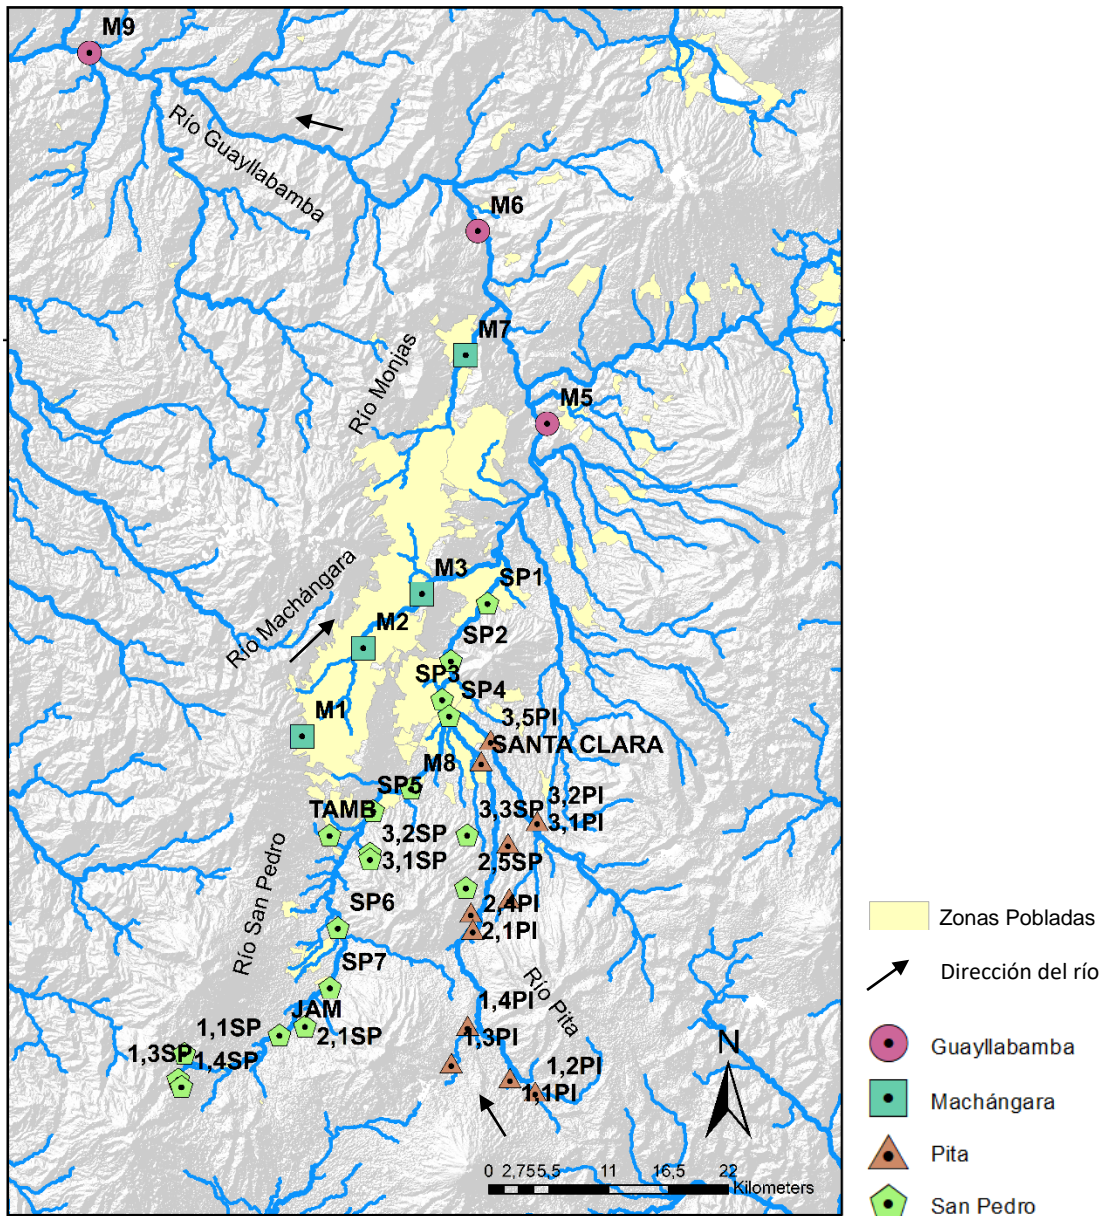 M9
Río Guayllabamba
M6
M7
Río Monjas
M5
M3
SP1
Río Machángara
M2
SP2
SP3
SP4
M1
3,5PI
SANTA CLARA
M8
SP5
TAMB
3,3SP
3,2PI
3,1PI
3,2SP
3,1SP
2,5SP
Río San Pedro
SP6
2,4PI
2,1PI
SP7
Río Pita
1,4PI
JAM
1,1SP
2,1SP
1,3PI
1,3SP
1,4SP
1,2PI
1,1PI
N
0 2,755,5 11 16,5 22
Kilometers
Zonas Pobladas
Dirección del río
Guayllabamba
Machángara
Pita
San Pedro